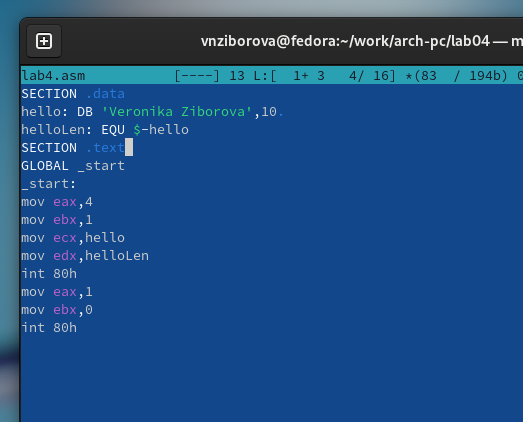 vnziborova@fedora:~/work/arch-pc/lab04 — m
lab4.asm [----] 13 L:[ 1+ 3 4/ 16] *(83 / 194b) 0
SECTION .data
hello: DB 'Veronika Ziborova',10.
helloLen: EQU $-hello
SECTION .text
GLOBAL _start
_start:
mov eax,4
mov ebx,1
mov ecx,hello
mov edx,helloLen
int 80h
mov eax,1
mov ebx,0
int 80h